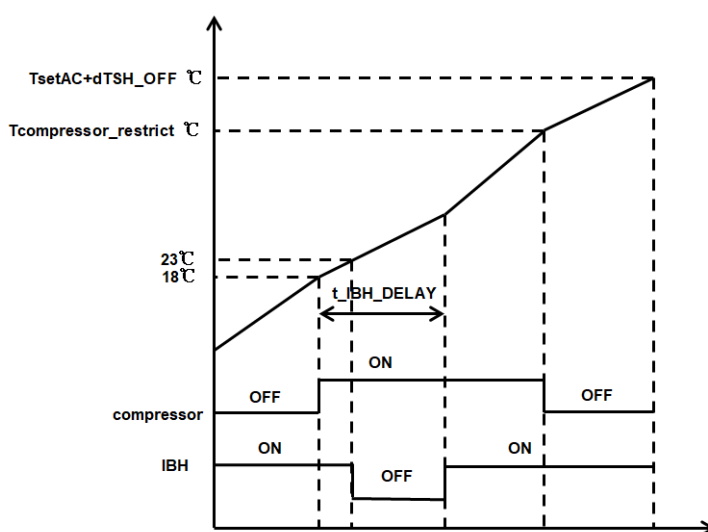 TsetAC+dTSH_OFF ℃
Tcompressor_restrict ℃
23℃
18℃
t_IBH_DELAY
ON
OFF
OFF
compressor
ON
ON
IBH
OFF